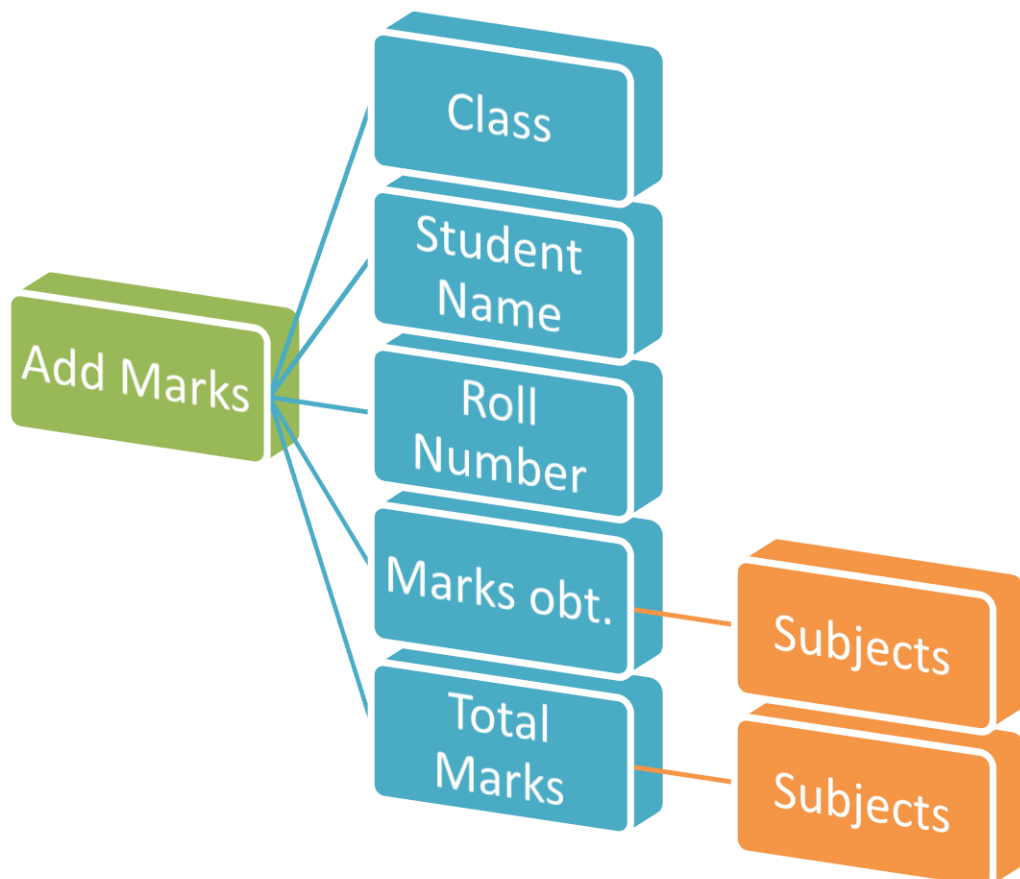 Add Marks
Class
Student
Name
Roll
Number
Marks obt.
Subjects
Total
Marks
Subjects